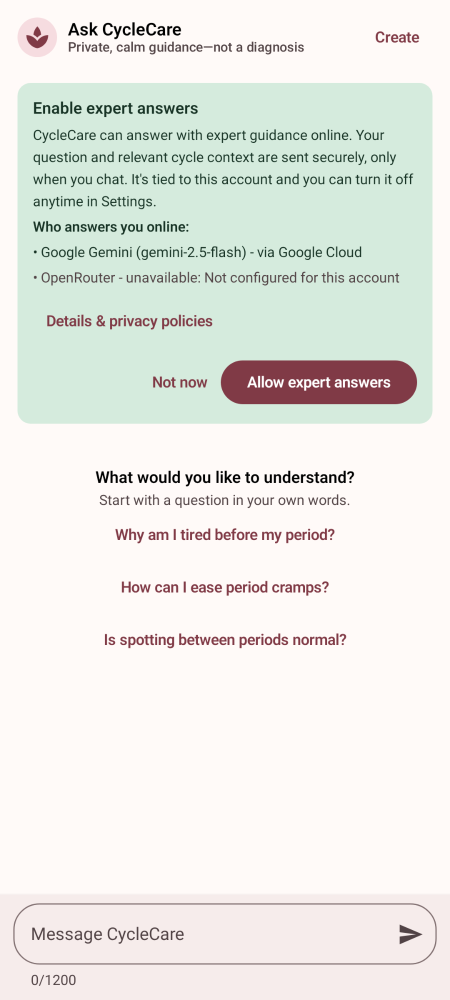 Ask CycleCare
Private, calm guidance—not a diagnosis
Create
Enable expert answers
CycleCare can answer with expert guidance online. Your
question and relevant cycle context are sent securely, only
when you chat. It's tied to this account and you can turn it off
anytime in Settings.
Who answers you online:
• Google Gemini (gemini-2.5-flash) - via Google Cloud
• OpenRouter - unavailable: Not configured for this account
Details & privacy policies
Not now
Allow expert answers
What would you like to understand?
Start with a question in your own words.
Why am I tired before my period?
How can I ease period cramps?
Is spotting between periods normal?
Message CycleCare
0/1200